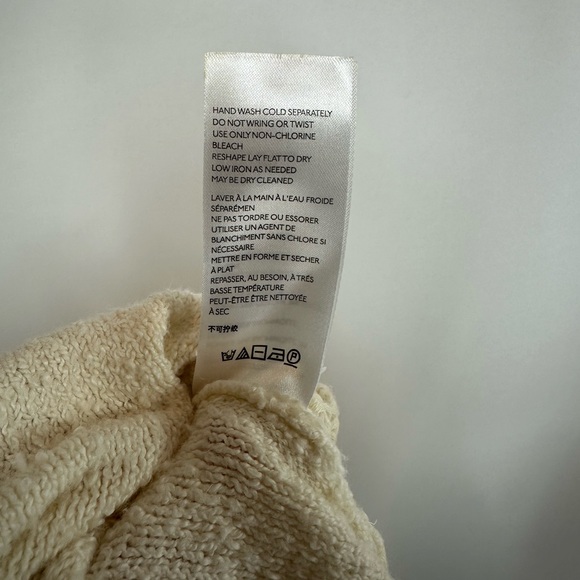 HAND WASH COLD SEPARATELY
DO NOT WRING OR TWIST
USE ONLY NON-CHLORINE
BLEACH
RESHAPE LAY FLAT TO DRY
LOW IRON AS NEEDED
MAY BE DRY CLEANED
LAVER À LA MAIN À L'EAU FROIDE
SÉPARÉMEN
NE PAS TORDRE OU ESSORER
UTILISER UN AGENT DE
BLANCHIMENT SANS CHLORE SI
NÉCESSAIRE
METTRE EN FORME ET SECHER
À PLAT
REPASSER, AU BESOIN, À TRÉS
BASSE TEMPÉRATURE
PEUT-ÊTRE ÊTRE NETTOYÉE
À SEC
不可拧绞
P